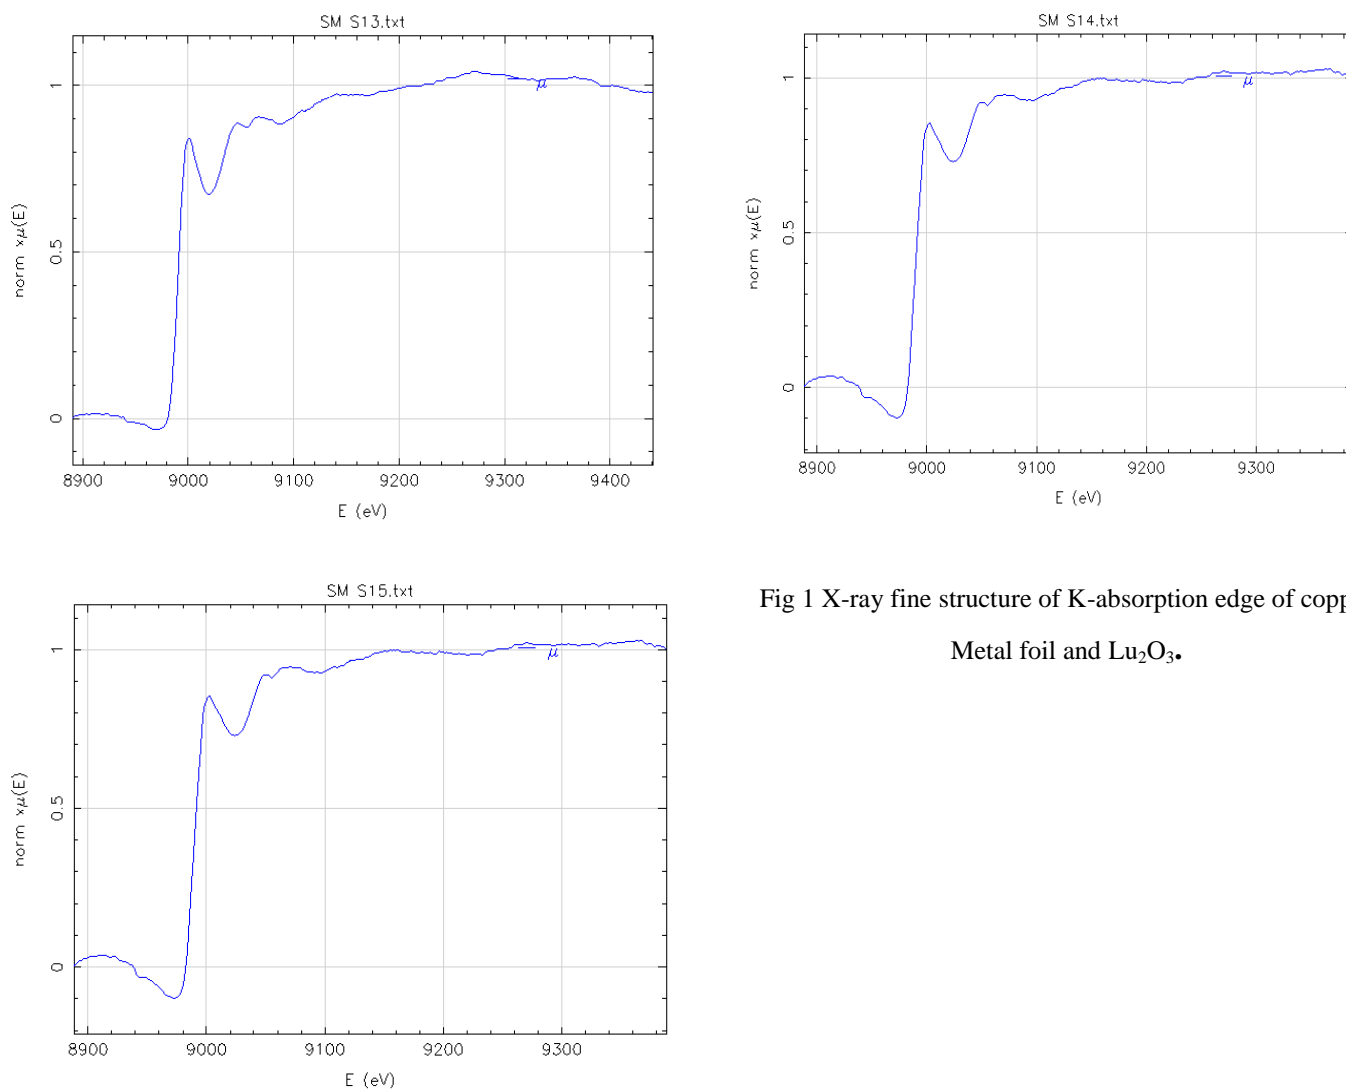 SM S13.txt
norm xμ(E)
1
0.5
0
μ
8900 9000 9100 9200 9300 9400
E (eV)
SM S14.txt
norm xμ(E)
1
0.5
0
μ
8900 9000 9100 9200 9300
E (eV)
SM S15.txt
norm xμ(E)
1
0.5
0
μ
8900 9000 9100 9200 9300
E (eV)
Fig 1 X-ray fine structure of K-absorption edge of copp
Metal foil and Lu₂O₃.